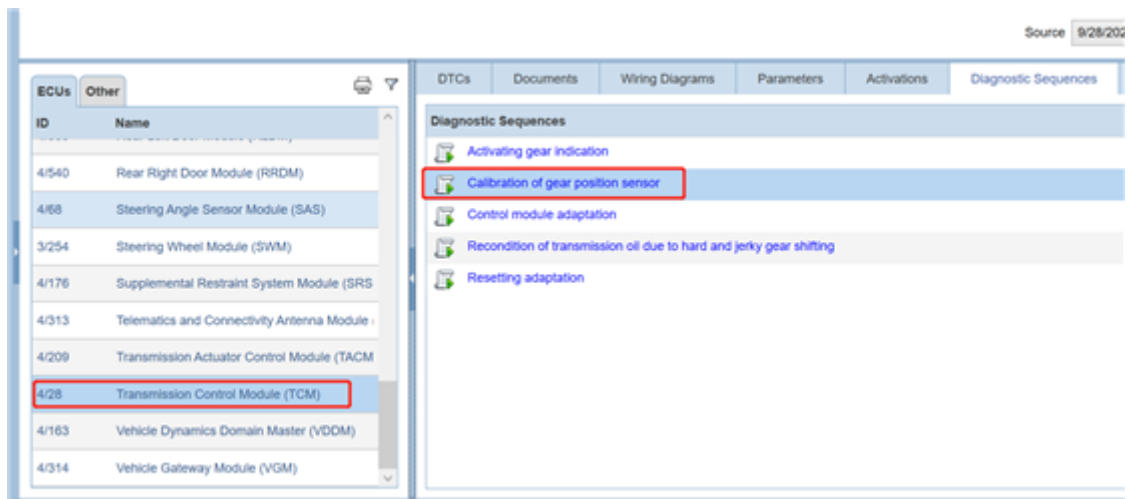 Source 9/28/202
ECUs Other
ID Name
4/540 Rear Right Door Module (RRDM)
4/68 Steering Angle Sensor Module (SAS)
3/254 Steering Wheel Module (SWM)
4/176 Supplemental Restraint System Module (SRS
4/313 Telematics and Connectivity Antenna Module
4/209 Transmission Actuator Control Module (TACM
4/28 Transmission Control Module (TCM)
4/163 Vehicle Dynamics Domain Master (VDDM)
4/314 Vehicle Gateway Module (VGM)
DTCs Documents Wiring Diagrams Parameters Activations Diagnostic Sequences
Diagnostic Sequences
Activating gear indication
Calibration of gear position sensor
Control module adaptation
Recondition of transmission oil due to hard and jerky gear shifting
Resetting adaptation